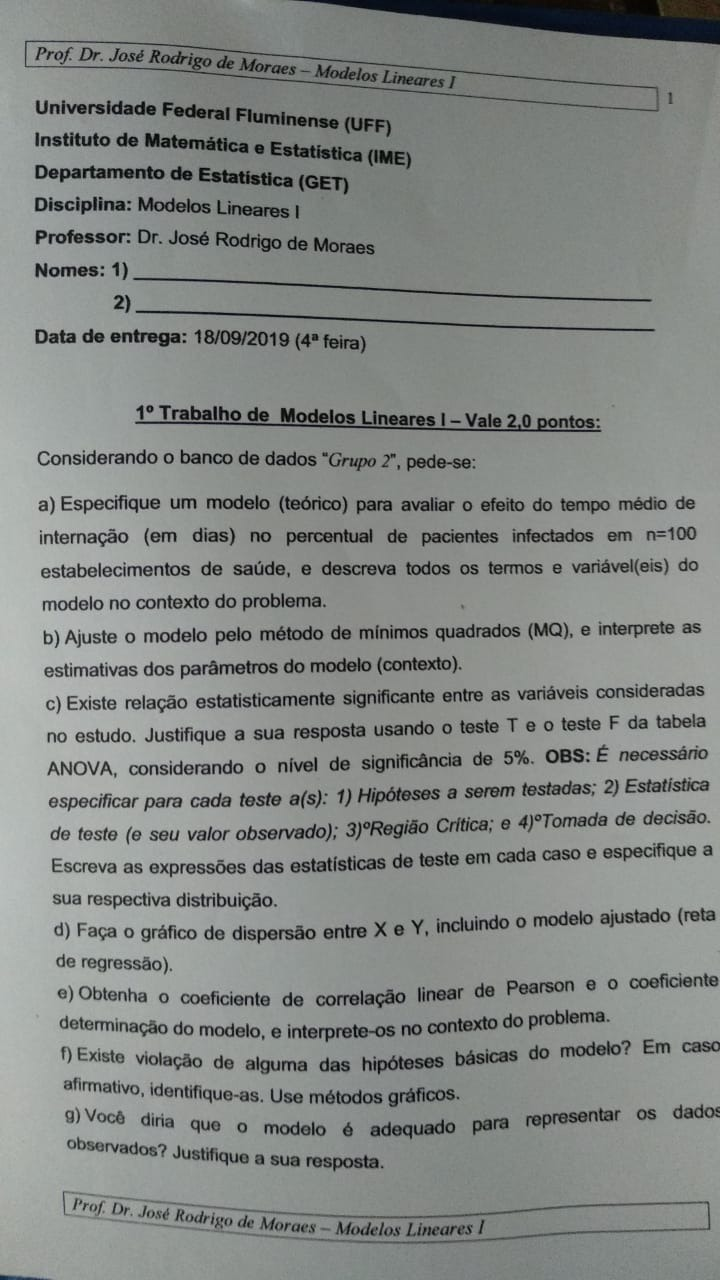 Prof. Dr. José Rodrigo de Moraes – Modelos Lineares I
1
Universidade Federal Fluminense (UFF)
Instituto de Matemática e Estatística (IME)
Departamento de Estatística (GET)
Disciplina: Modelos Lineares I
Professor: Dr. José Rodrigo de Moraes
Nomes: 1)
2)
Data de entrega: 18/09/2019 (4ª feira)
1º Trabalho de Modelos Lineares I – Vale 2,0 pontos:
Considerando o banco de dados "Grupo 2", pede-se:
a) Especifique um modelo (teórico) para avaliar o efeito do tempo médio de
internação (em dias) no percentual de pacientes infectados em n=100
estabelecimentos de saúde, e descreva todos os termos e variável(eis) do
modelo no contexto do problema.
b) Ajuste o modelo pelo método de mínimos quadrados (MQ), e interprete as
estimativas dos parâmetros do modelo (contexto).
c) Existe relação estatisticamente significante entre as variáveis consideradas
no estudo. Justifique a sua resposta usando o teste T e o teste F da tabela
ANOVA, considerando o nível de significância de 5%. OBS: É necessário
especificar para cada teste a(s): 1) Hipóteses a serem testadas; 2) Estatística
de teste (e seu valor observado); 3)ºRegião Crítica; e 4)ºTomada de decisão.
Escreva as expressões das estatísticas de teste em cada caso e especifique a
sua respectiva distribuição.
d) Faça o gráfico de dispersão entre X e Y, incluindo o modelo ajustado (reta
de regressão).
e) Obtenha o coeficiente de correlação linear de Pearson e o coeficiente
determinação do modelo, e interprete-os no contexto do problema.
f) Existe violação de alguma das hipóteses básicas do modelo? Em caso
afirmativo, identifique-as. Use métodos gráficos.
g) Você diria que o modelo é adequado para representar os dados
observados? Justifique a sua resposta.
Prof. Dr. José Rodrigo de Moraes – Modelos Lineares I